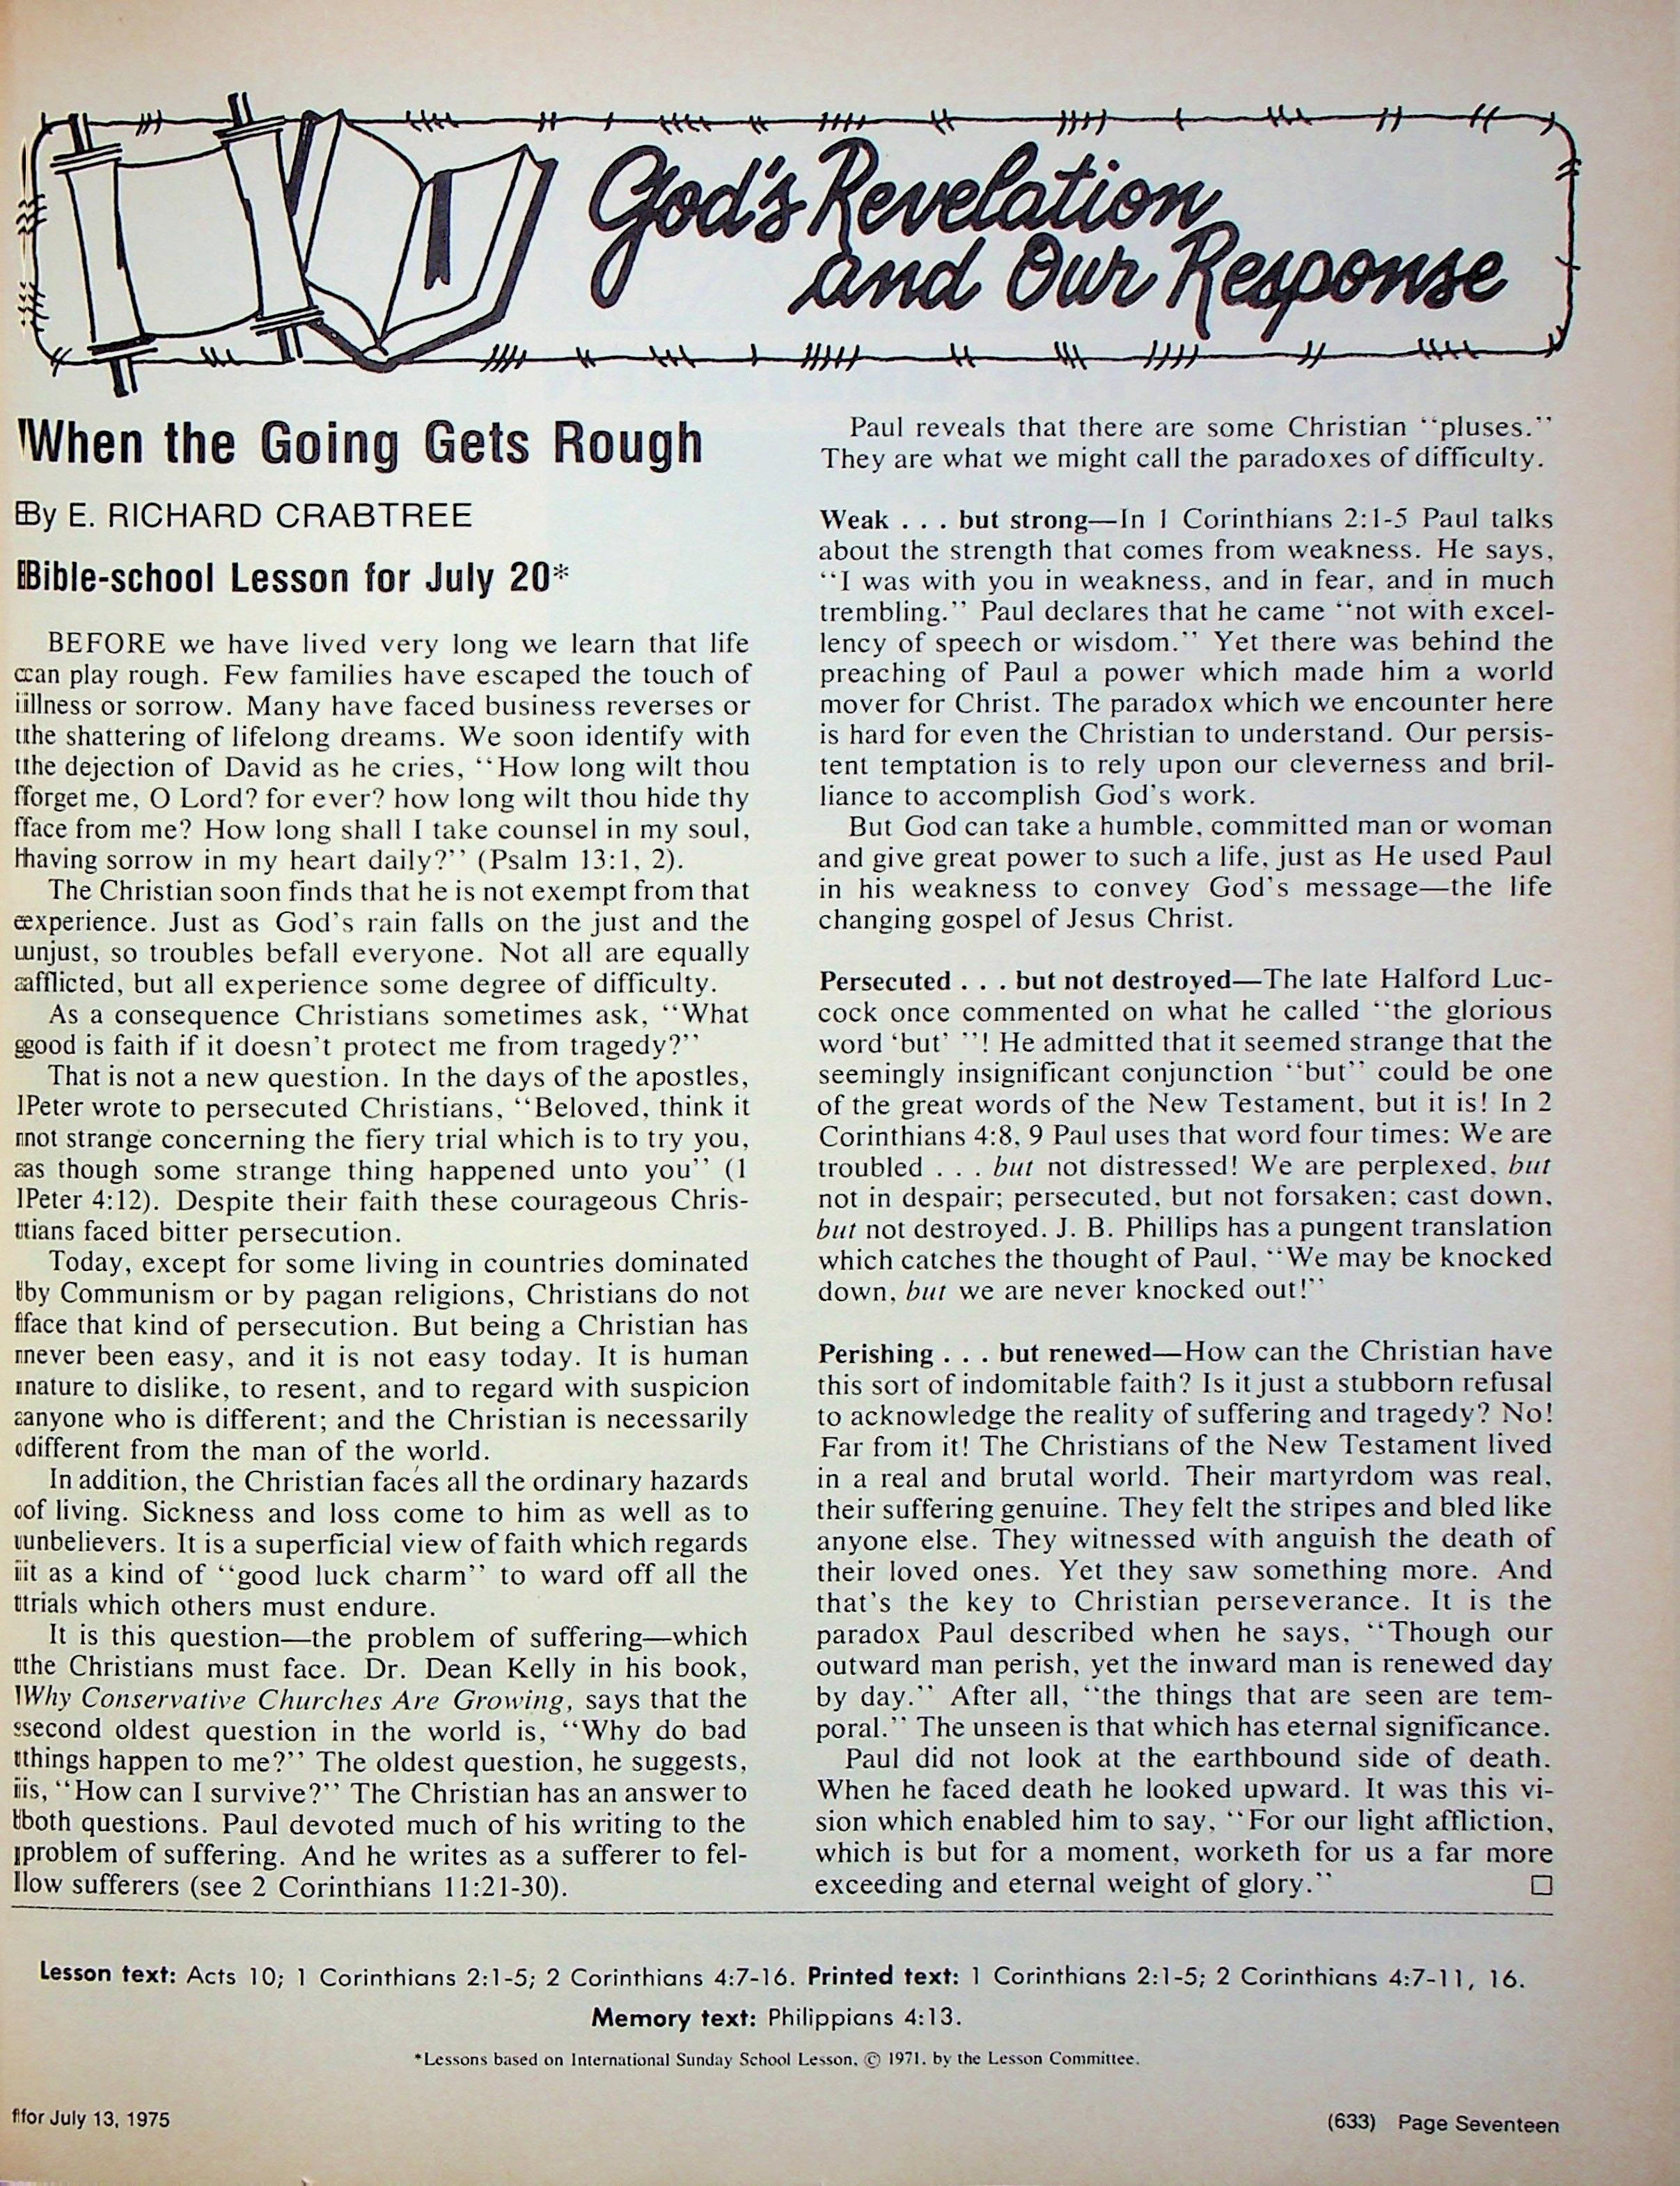 God's Revelation
and Our Response
When the Going Gets Rough
By E. RICHARD CRABTREE
Bible-school Lesson for July 20*
BEFORE we have lived very long we learn that life
can play rough. Few families have escaped the touch of
illness or sorrow. Many have faced business reverses or
the shattering of lifelong dreams. We soon identify with
the dejection of David as he cries, “How long wilt thou
forget me, O Lord? for ever? how long wilt thou hide thy
face from me? How long shall I take counsel in my soul,
having sorrow in my heart daily?” (Psalm 13:1, 2).
The Christian soon finds that he is not exempt from that
experience. Just as God's rain falls on the just and the
unjust, so troubles befall everyone. Not all are equally
afflicted, but all experience some degree of difficulty.
As a consequence Christians sometimes ask, “What
good is faith if it doesn't protect me from tragedy?”
That is not a new question. In the days of the apostles,
Peter wrote to persecuted Christians, “Beloved, think it
not strange concerning the fiery trial which is to try you,
as though some strange thing happened unto you” (1
Peter 4:12). Despite their faith these courageous Chris-
tians faced bitter persecution.
Today, except for some living in countries dominated
by Communism or by pagan religions, Christians do not
face that kind of persecution. But being a Christian has
never been easy, and it is not easy today. It is human
nature to dislike, to resent, and to regard with suspicion
anyone who is different; and the Christian is necessarily
different from the man of the world.
In addition, the Christian faces all the ordinary hazards
of living. Sickness and loss come to him as well as to
unbelievers. It is a superficial view of faith which regards
it as a kind of “good luck charm” to ward off all the
trials which others must endure.
It is this question—the problem of suffering—which
the Christians must face. Dr. Dean Kelly in his book,
Why Conservative Churches Are Growing, says that the
second oldest question in the world is, “Why do bad
things happen to me?” The oldest question, he suggests,
is, “How can I survive?” The Christian has an answer to
both questions. Paul devoted much of his writing to the
problem of suffering. And he writes as a sufferer to fel-
low sufferers (see 2 Corinthians 11:21-30).
Paul reveals that there are some Christian “pluses.”
They are what we might call the paradoxes of difficulty.
Weak . . . but strong—In 1 Corinthians 2:1-5 Paul talks
about the strength that comes from weakness. He says,
“I was with you in weakness, and in fear, and in much
trembling.” Paul declares that he came “not with excel-
lency of speech or wisdom.” Yet there was behind the
preaching of Paul a power which made him a world
mover for Christ. The paradox which we encounter here
is hard for even the Christian to understand. Our persis-
tent temptation is to rely upon our cleverness and bril-
liance to accomplish God's work.
But God can take a humble, committed man or woman
and give great power to such a life, just as He used Paul
in his weakness to convey God's message—the life
changing gospel of Jesus Christ.
Persecuted . . . but not destroyed—The late Halford Luc-
cock once commented on what he called “the glorious
word ‘but’ ”! He admitted that it seemed strange that the
seemingly insignificant conjunction “but” could be one
of the great words of the New Testament, but it is! In 2
Corinthians 4:8, 9 Paul uses that word four times: We are
troubled . . . but not distressed! We are perplexed, but
not in despair; persecuted, but not forsaken; cast down,
but not destroyed. J. B. Phillips has a pungent translation
which catches the thought of Paul, “We may be knocked
down, but we are never knocked out!”
Perishing . . . but renewed—How can the Christian have
this sort of indomitable faith? Is it just a stubborn refusal
to acknowledge the reality of suffering and tragedy? No!
Far from it! The Christians of the New Testament lived
in a real and brutal world. Their martyrdom was real,
their suffering genuine. They felt the stripes and bled like
anyone else. They witnessed with anguish the death of
their loved ones. Yet they saw something more. And
that's the key to Christian perseverance. It is the
paradox Paul described when he says, “Though our
outward man perish, yet the inward man is renewed day
by day.” After all, “the things that are seen are tem-
poral.” The unseen is that which has eternal significance.
Paul did not look at the earthbound side of death.
When he faced death he looked upward. It was this vi-
sion which enabled him to say, “For our light affliction,
which is but for a moment, worketh for us a far more
exceeding and eternal weight of glory.” □
Lesson text: Acts 10; 1 Corinthians 2:1-5; 2 Corinthians 4:7-16. Printed text: 1 Corinthians 2:1-5; 2 Corinthians 4:7-11, 16.
Memory text: Philippians 4:13.
*Lessons based on International Sunday School Lesson, © 1971, by the Lesson Committee.
for July 13, 1975
(633) Page Seventeen